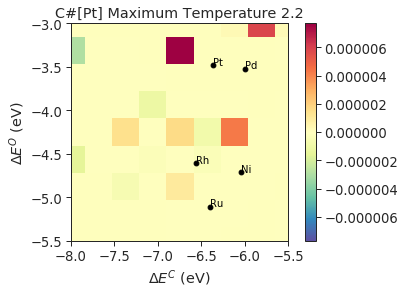 C#[Pt] Maximum Temperature 2.2
−3.0
−3.5
−4.0
−4.5
−5.0
−5.5
ΔE^O (eV)
Pt
Pd
Rh
Ni
Ru
−8.0 −7.5 −7.0 −6.5 −6.0 −5.5
ΔE^C (eV)
0.000006
0.000004
0.000002
0.000000
−0.000002
−0.000004
−0.000006